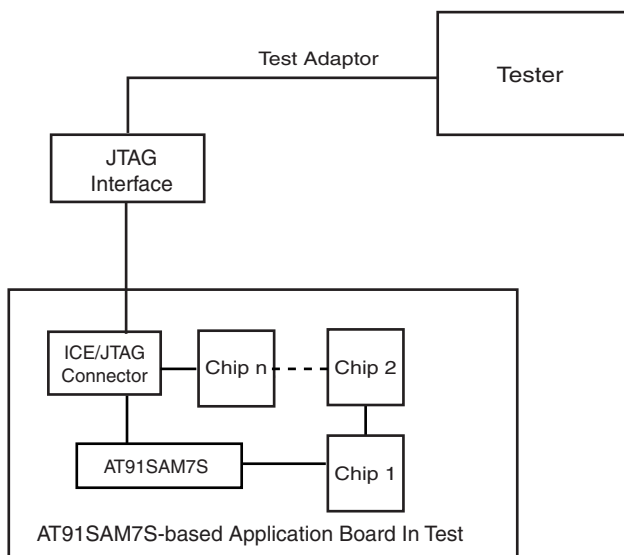 Test Adaptor
Tester
JTAG
Interface
ICE/JTAG
Connector
Chip n
Chip 2
AT91SAM7S
Chip 1
AT91SAM7S-based Application Board In Test